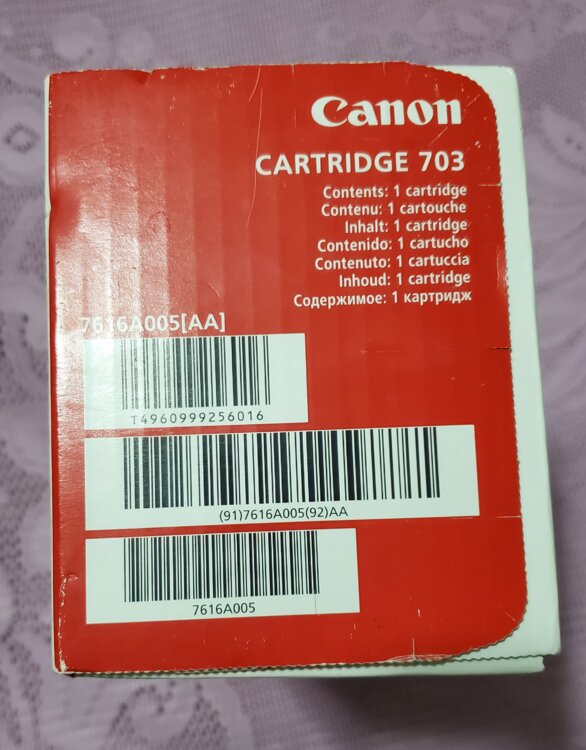 Canon
CARTRIDGE 703
Contents: 1 cartridge
Contenu: 1 cartouche
Inhalt: 1 cartridge
Contenido: 1 cartucho
Contenuto: 1 cartuccia
Inhoud: 1 cartridge
Содержимое: 1 картридж
7616A005[AA]
T4960999256016
(91)7616A005(92)AA
7616A005